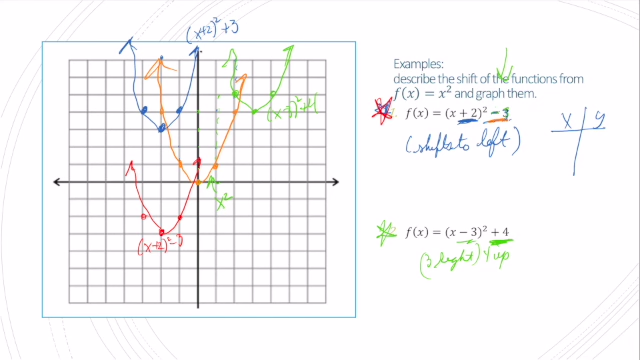 (x+2)²+3
(x-3)²+4
x²
(x+2)²-3
Examples:
describe the shift of the functions from
f(x) = x² and graph them.
f(x) = (x + 2)² − 3
(shifts to left)
x y
f(x) = (x − 3)² + 4
(3 right) 4 up